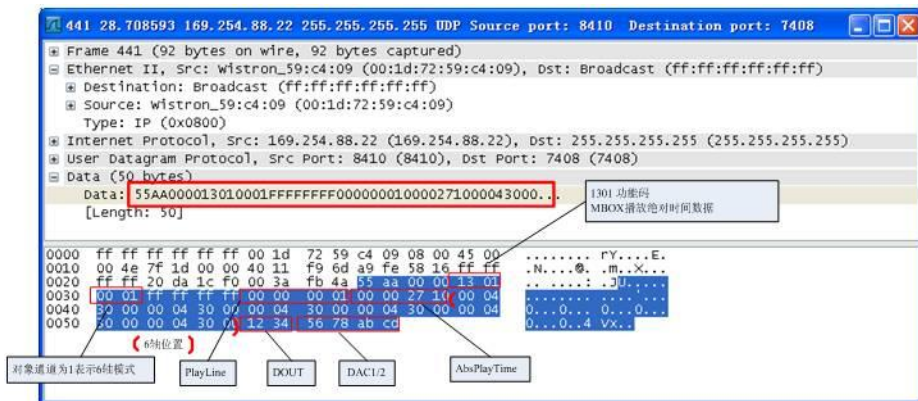 441 28.708593 169.254.88.22 255.255.255.255 UDP Source port: 8410 Destination port: 7408
Frame 441 (92 bytes on wire, 92 bytes captured)
Ethernet II, Src: Wistron_59:c4:09 (00:1d:72:59:c4:09), Dst: Broadcast (ff:ff:ff:ff:ff:ff)
Destination: Broadcast (ff:ff:ff:ff:ff:ff)
Source: Wistron_59:c4:09 (00:1d:72:59:c4:09)
Type: IP (0x0800)
Internet Protocol, Src: 169.254.88.22 (169.254.88.22), Dst: 255.255.255.255 (255.255.255.255)
User Datagram Protocol, Src Port: 8410 (8410), Dst Port: 7408 (7408)
Data (50 bytes)
Data: 55AA000013010001FFFFFFFF000000010000271000043000...
[Length: 50]
1301 功能码
MBOX播放绝对时间数据
0000 ff ff ff ff ff ff 00 1d 72 59 c4 09 08 00 45 00 ........ rY....E.
0010 00 4e 7f 1d 00 00 40 11 f9 6d a9 fe 58 16 ff ff .N....@. .m..X...
0020 ff ff 20 da 1c f0 00 3a fb 4a 55 aa 00 00 13 01 .. ....: .JU.....
0030 00 01 ff ff ff ff 00 00 00 01 00 00 27 10 00 04
0040 30 00 00 04 30 00 00 04 30 00 00 04 30 00 00 04 0...0... 0...0...
0050 30 00 00 04 30 00 12 34 56 78 ab cd 0...0..4 Vx..
(6轴位置)
对象通道为1表示6轴模式
PlayLine
DOUT
DAC1/2
AbsPlayTime